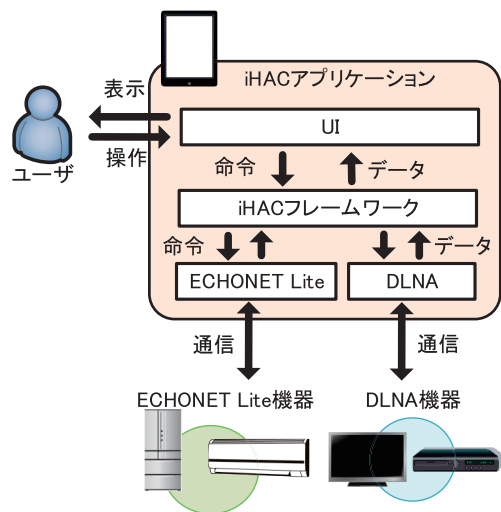 iHACアプリケーション
表示
操作
ユーザ
UI
命令
データ
iHACフレームワーク
命令
データ
ECHONET Lite
DLNA
通信
通信
ECHONET Lite機器
DLNA機器